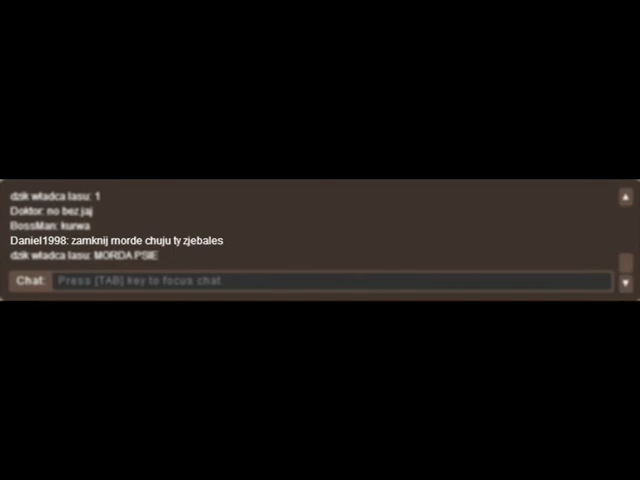 dzik władca lasu: 1
Doktor: no bez jaj
BossMan: kurwa
Daniel1998: zamknij morde chuju ty zjebales
dzik władca lasu: MORDA PSIE
Chat: Press [TAB] key to focus chat